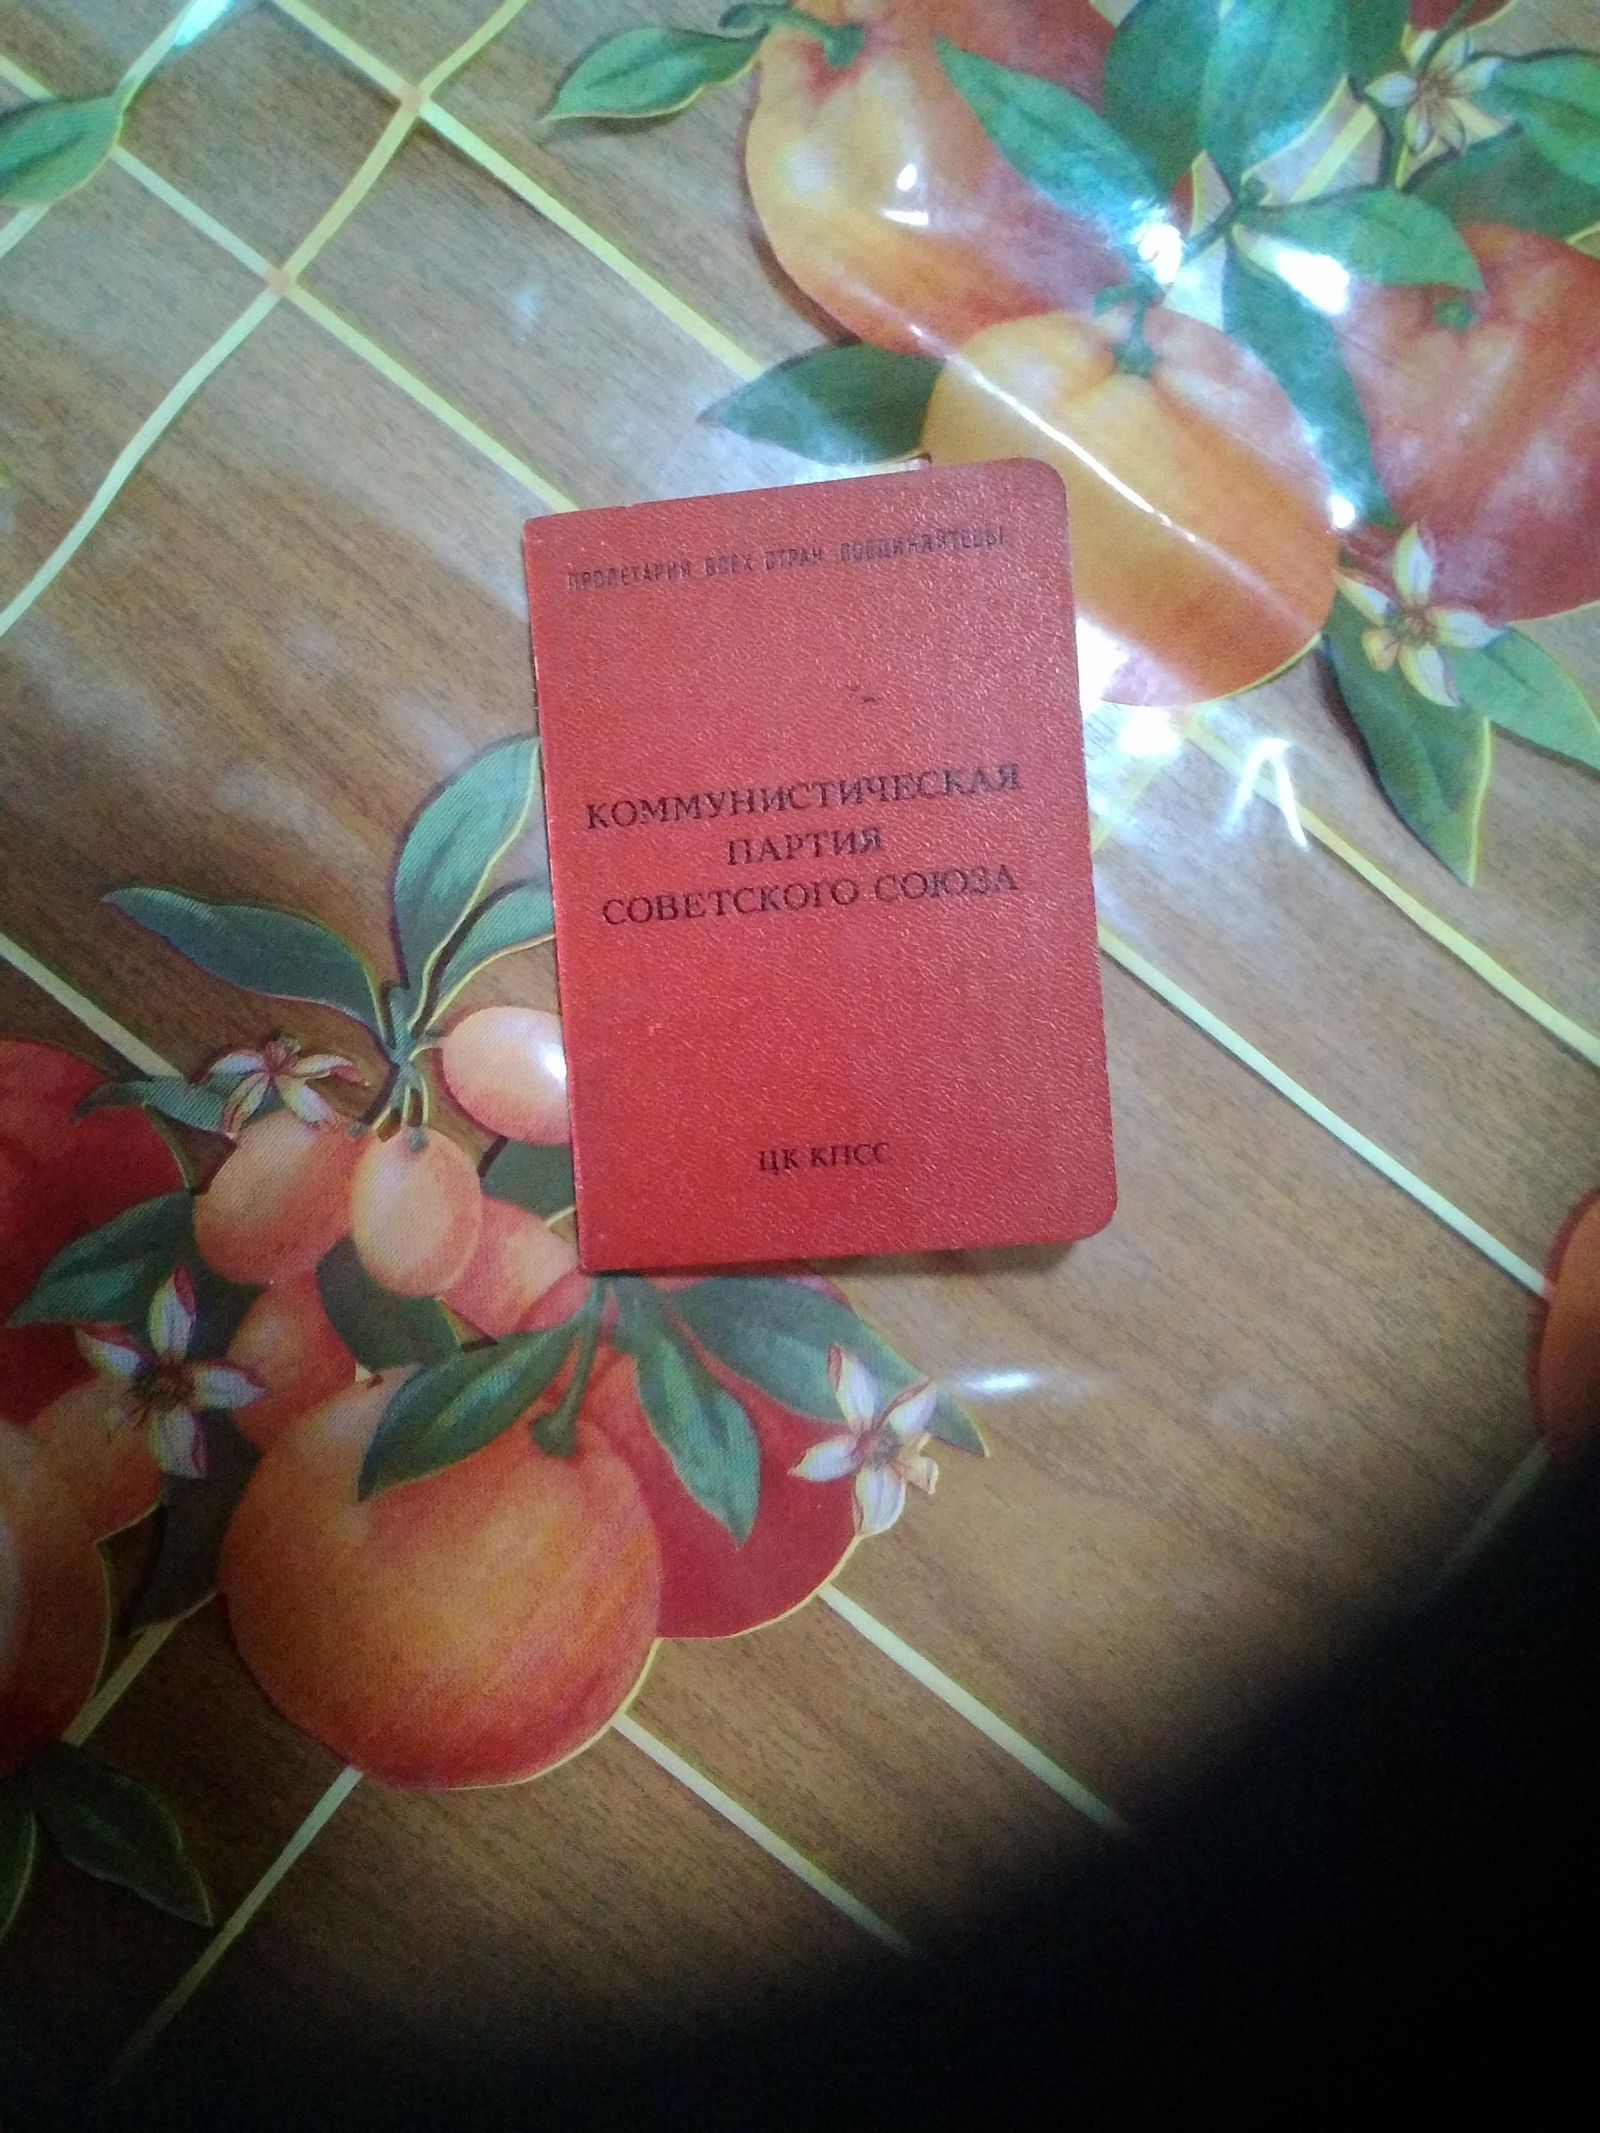 ПРОЛЕТАРИИ ВСЕХ СТРАН, СОЕДИНЯЙТЕСЬ!
КОММУНИСТИЧЕСКАЯ
ПАРТИЯ
СОВЕТСКОГО СОЮЗА
ЦК КПСС